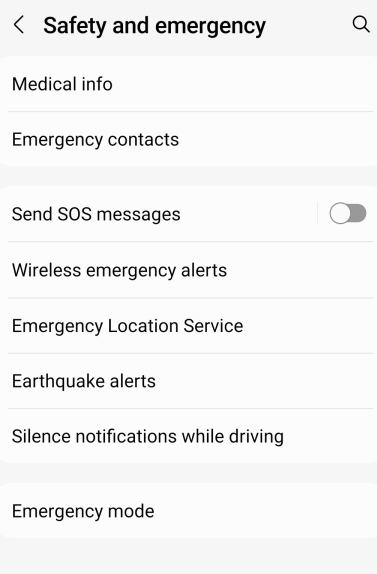 Safety and emergency
Medical info
Emergency contacts
Send SOS messages
Wireless emergency alerts
Emergency Location Service
Earthquake alerts
Silence notifications while driving
Emergency mode